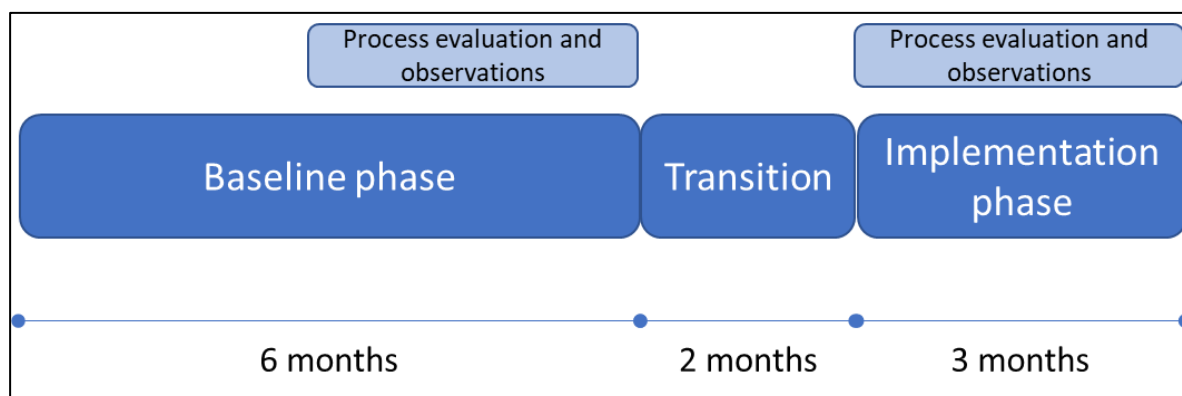 Process evaluation and
observations
Process evaluation and
observations
Baseline phase
Transition
Implementation
phase
6 months
2 months
3 months